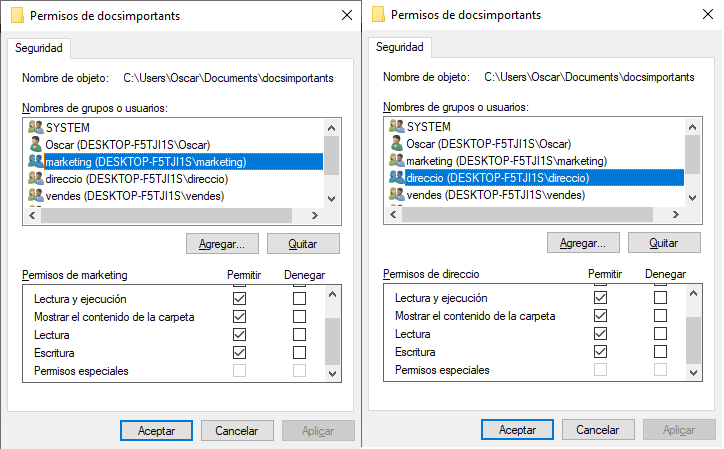 Permisos de docsimportants
Seguridad
Nombre de objeto: C:\Users\Oscar\Documents\docsimportants
Nombres de grupos o usuarios:
SYSTEM
Oscar (DESKTOP-F5TJI1S\Oscar)
marketing (DESKTOP-F5TJI1S\marketing)
direccio (DESKTOP-F5TJI1S\direccio)
vendes (DESKTOP-F5TJI1S\vendes)
Agregar... Quitar
Permisos de marketing Permitir Denegar
Lectura y ejecución
Mostrar el contenido de la carpeta
Lectura
Escritura
Permisos especiales
Aceptar Cancelar Aplicar
Permisos de docsimportants
Seguridad
Nombre de objeto: C:\Users\Oscar\Documents\docsimportants
Nombres de grupos o usuarios:
SYSTEM
Oscar (DESKTOP-F5TJI1S\Oscar)
marketing (DESKTOP-F5TJI1S\marketing)
direccio (DESKTOP-F5TJI1S\direccio)
vendes (DESKTOP-F5TJI1S\vendes)
Agregar... Quitar
Permisos de direccio Permitir Denegar
Lectura y ejecución
Mostrar el contenido de la carpeta
Lectura
Escritura
Permisos especiales
Aceptar Cancelar Aplicar